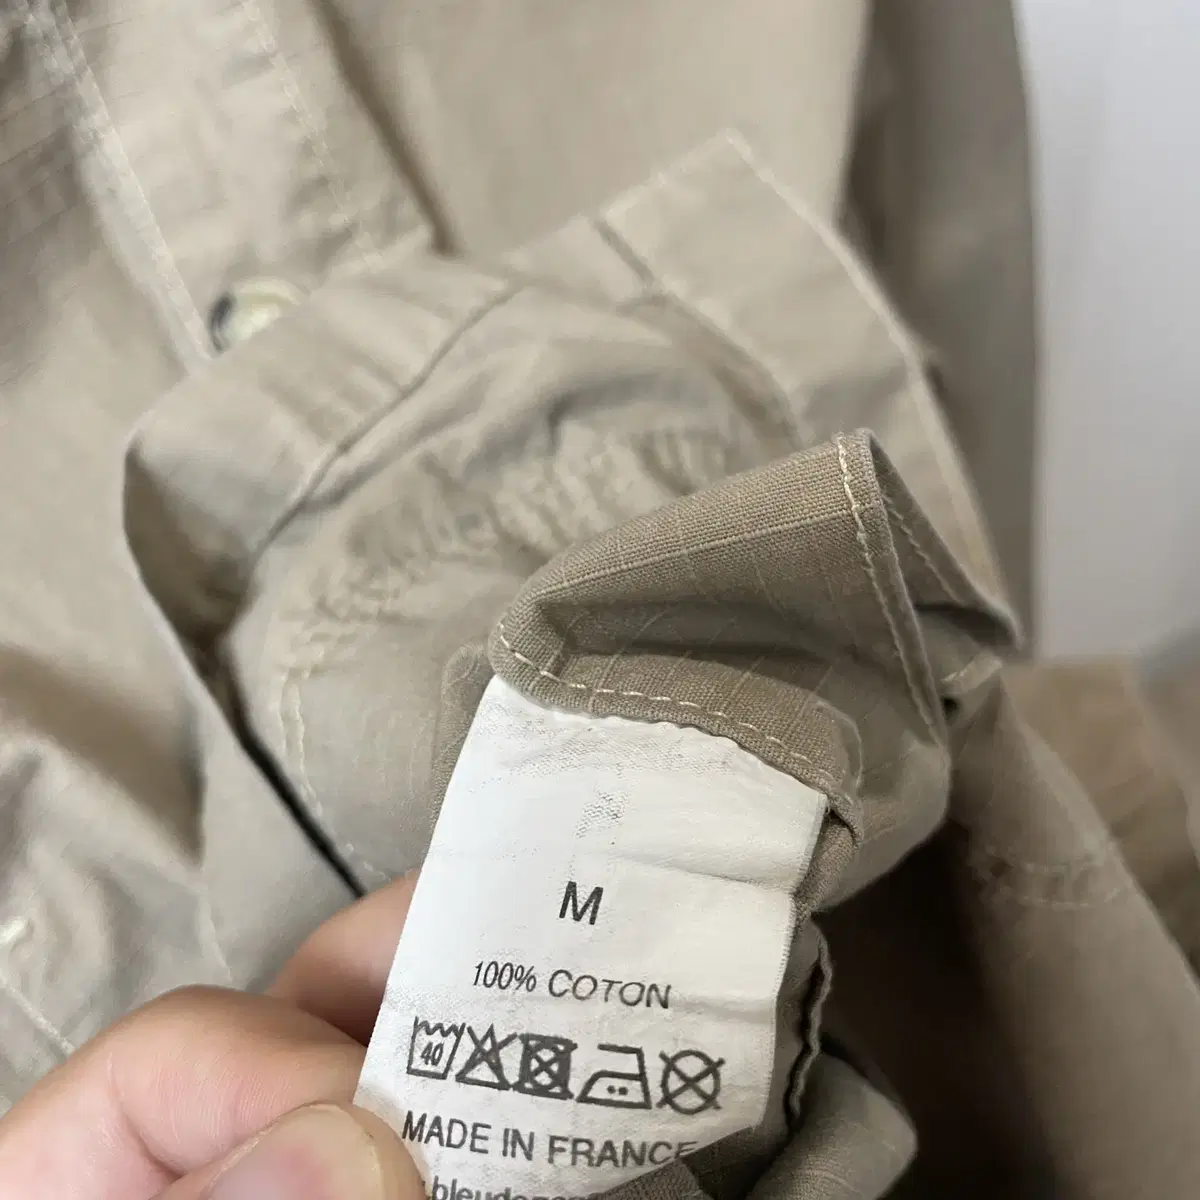 M
100% COTON
40
MADE IN FRANCE